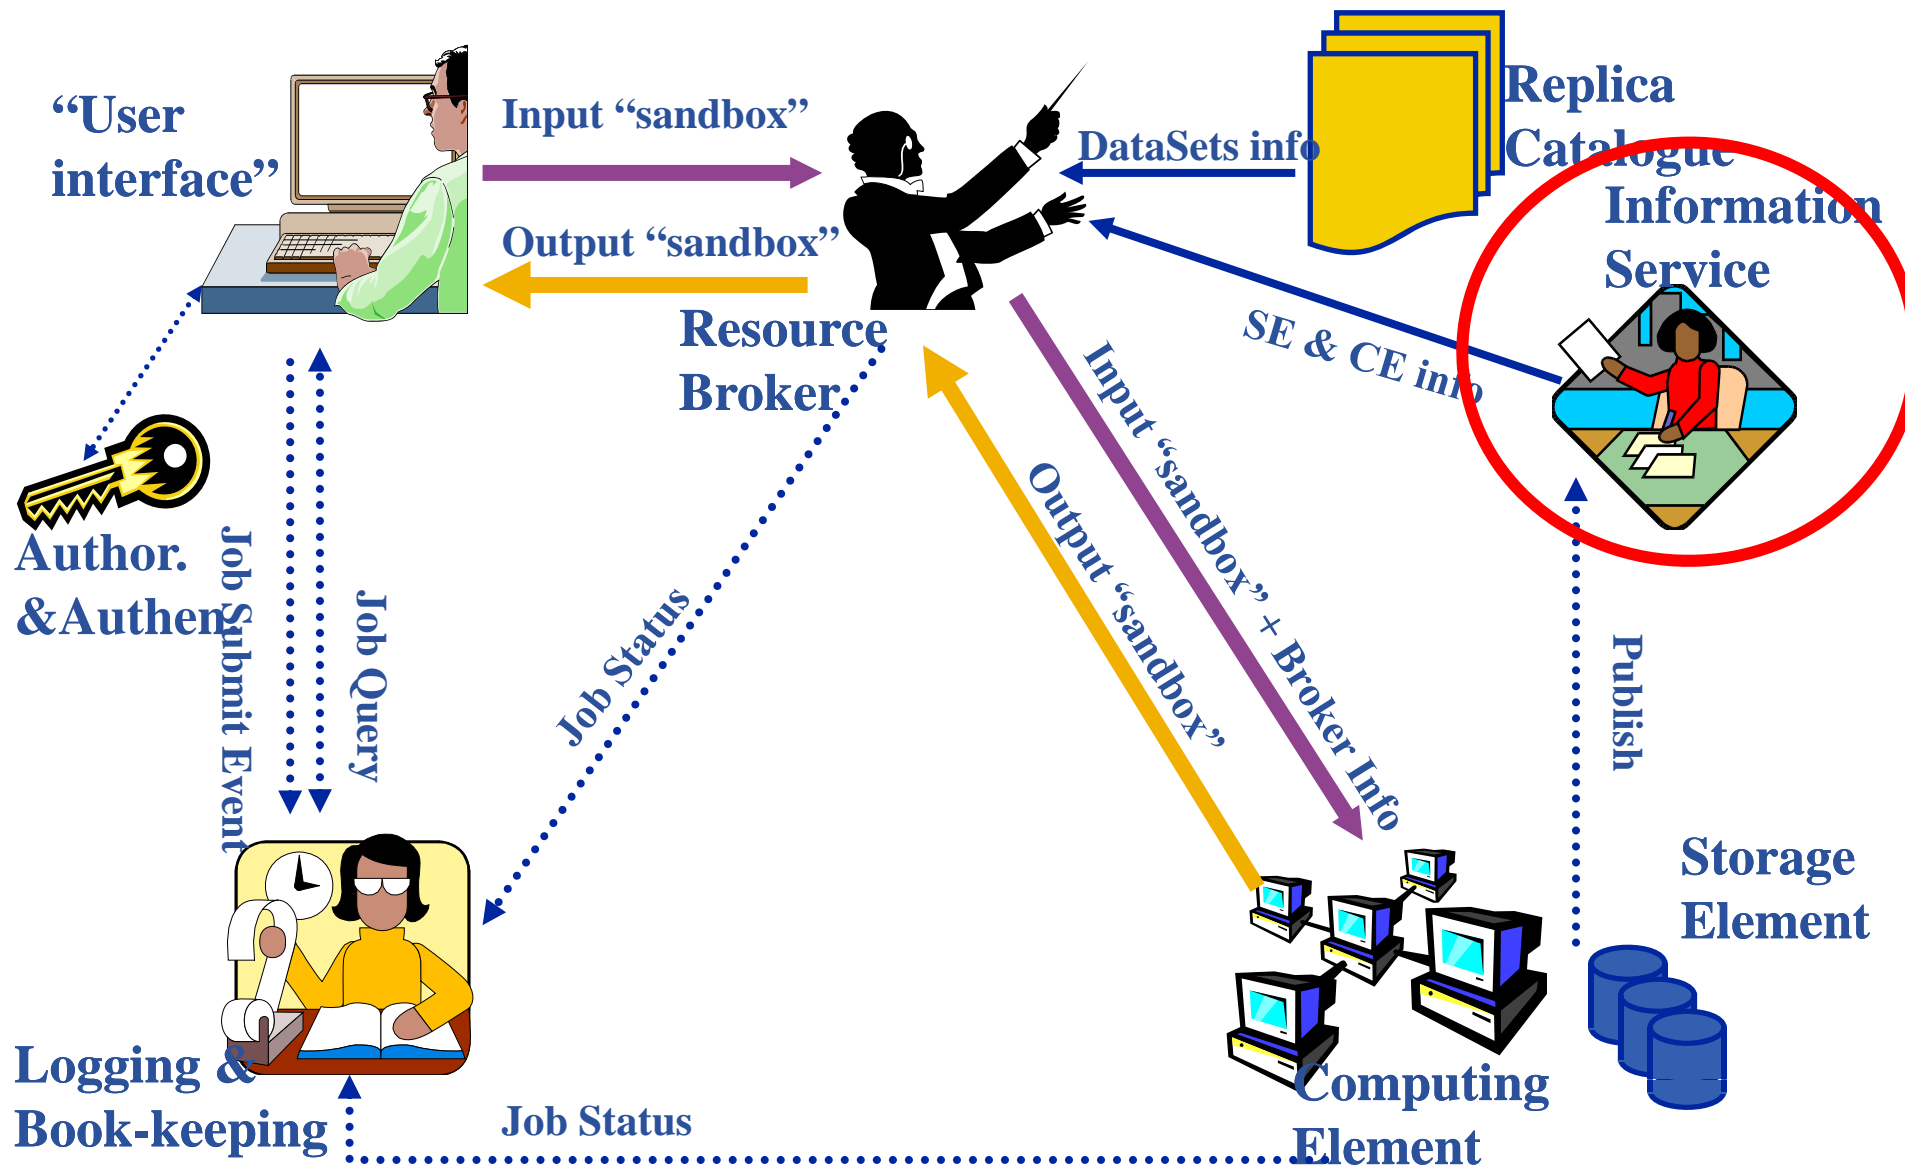 “User
interface”
Input “sandbox”
Output “sandbox”
Resource
Broker
DataSets info
Replica
Catalogue
Information
Service
SE & CE info
Author.
&Authen.
Job Submit Event
Job Query
Job Status
Output “sandbox”
Input “sandbox” + Broker Info
Publish
Storage
Element
Logging &
Book-keeping
Job Status
Computing
Element